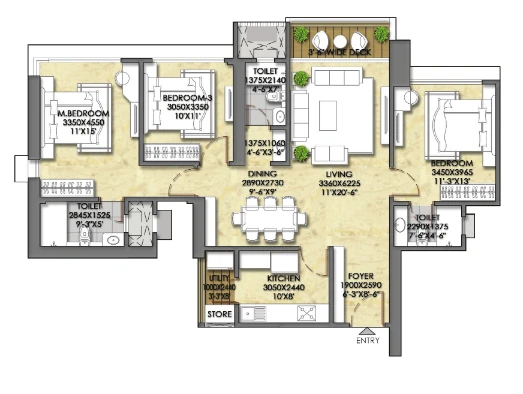 3'-6" WIDE DECK
TOILET
1375X2140
4'-6"X7'
M.BEDROOM
3350X4550
11'X15'
BEDROOM-3
3050X3350
10'X11'
1375X1060
4'-6"X3'-6"
DINING
2890X2730
9'-6"X9'
LIVING
3360X6225
11'X20'-6"
BEDROOM
3450X3965
11'-3"X13'
TOILET
2845X1525
9'-3"X5'
TOILET
2290X1375
7'-6"X4'-6"
UTILITY
1000X2440
3'-3"X8'
KITCHEN
3050X2440
10'X8'
FOYER
1900X2590
6'-3"X8'-6"
STORE
ENTRY